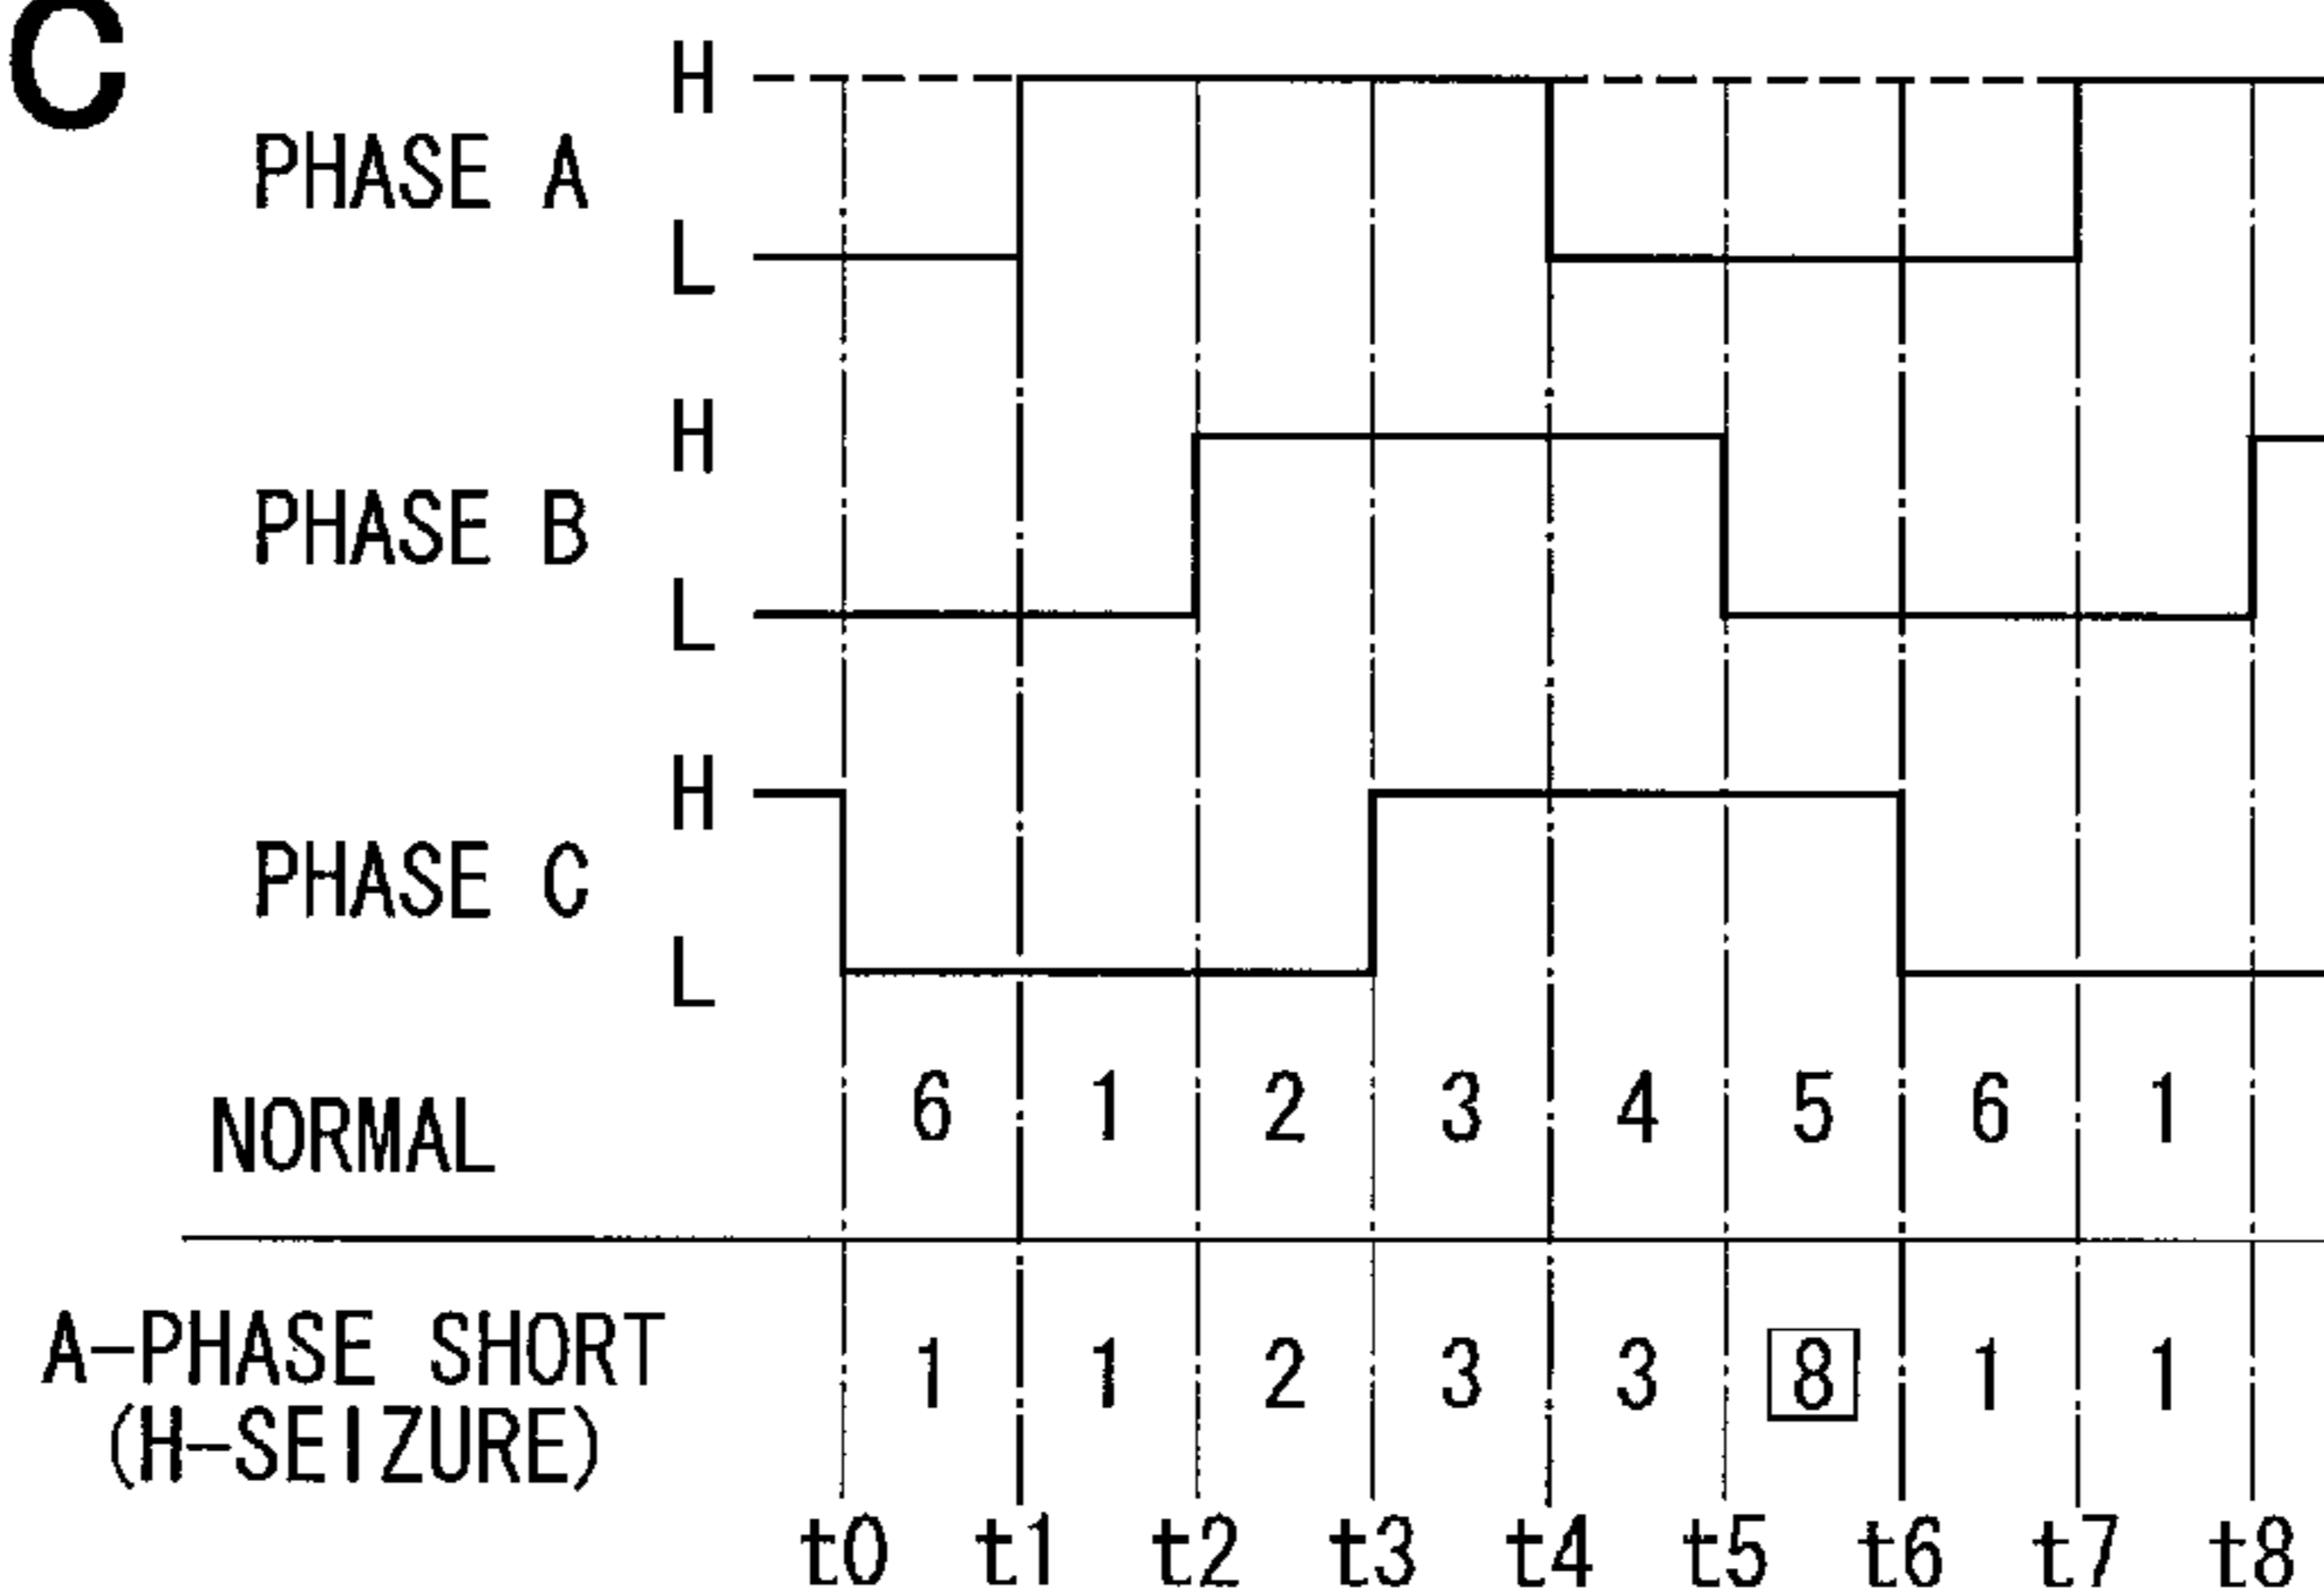 C
H
PHASE A
L
H
PHASE B
L
H
PHASE C
L
NORMAL 6 1 2 3 4 5 6 1
A-PHASE SHORT 1 1 2 3 3 8 1 1
(H-SEIZURE)
t0 t1 t2 t3 t4 t5 t6 t7 t8